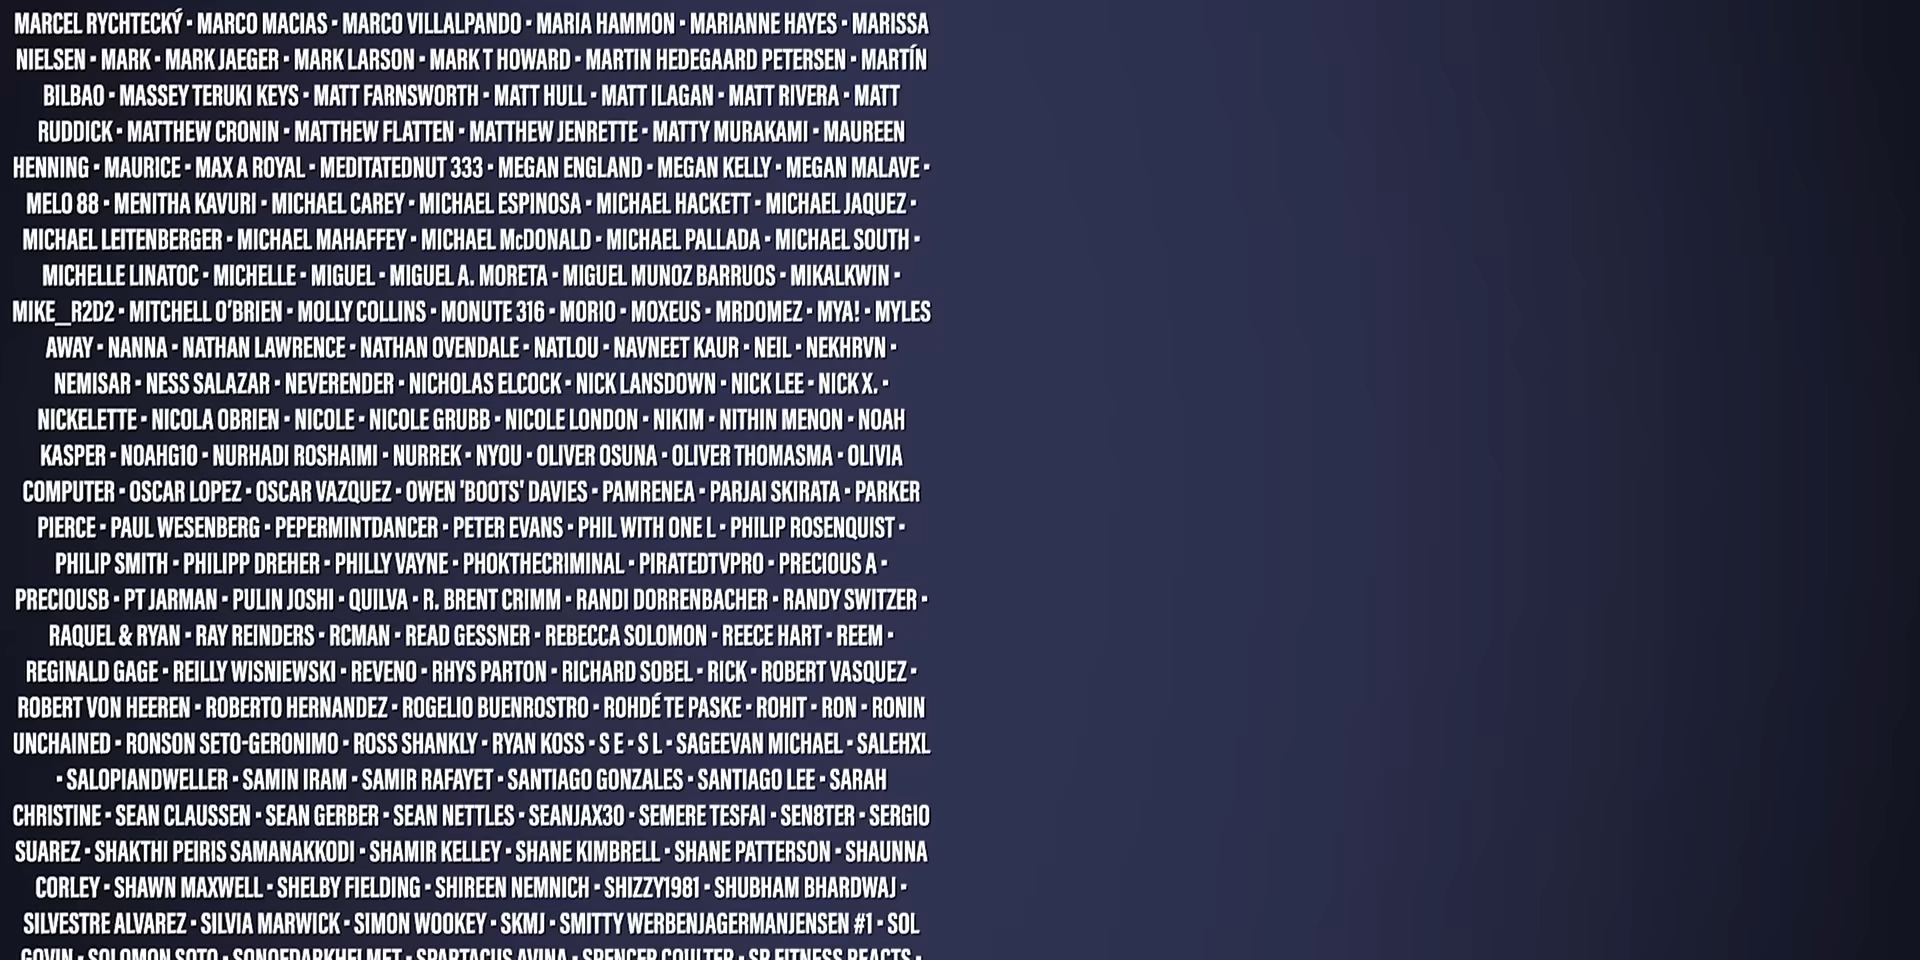 MARCEL RYCHTECKÝ · MARCO MACIAS · MARCO VILLALPANDO · MARIA HAMMON · MARIANNE HAYES · MARISSA
NIELSEN · MARK · MARK JAEGER · MARK LARSON · MARK T HOWARD · MARTIN HEDEGAARD PETERSEN · MARTÍN
BILBAO · MASSEY TERUKI KEYS · MATT FARNSWORTH · MATT HULL · MATT ILAGAN · MATT RIVERA · MATT
RUDDICK · MATTHEW CRONIN · MATTHEW FLATTEN · MATTHEW JENRETTE · MATTY MURAKAMI · MAUREEN
HENNING · MAURICE · MAX A ROYAL · MEDITATEDNUT 333 · MEGAN ENGLAND · MEGAN KELLY · MEGAN MALAVE ·
MELO 88 · MENITHA KAVURI · MICHAEL CAREY · MICHAEL ESPINOSA · MICHAEL HACKETT · MICHAEL JAQUEZ ·
MICHAEL LEITENBERGER · MICHAEL MAHAFFEY · MICHAEL McDONALD · MICHAEL PALLADA · MICHAEL SOUTH ·
MICHELLE LINATOC · MICHELLE · MIGUEL · MIGUEL A. MORETA · MIGUEL MUNOZ BARRUOS · MIKALKWIN ·
MIKE_R2D2 · MITCHELL O'BRIEN · MOLLY COLLINS · MONUTE 316 · MORIO · MOXEUS · MRDOMEZ · MYA! · MYLES
AWAY · NANNA · NATHAN LAWRENCE · NATHAN OVENDALE · NATLOU · NAVNEET KAUR · NEIL · NEKHRVN ·
NEMISAR · NESS SALAZAR · NEVERENDER · NICHOLAS ELCOCK · NICK LANSDOWN · NICK LEE · NICK X. ·
NICKELETTE · NICOLA OBRIEN · NICOLE · NICOLE GRUBB · NICOLE LONDON · NIKIM · NITHIN MENON · NOAH
KASPER · NOAHG10 · NURHADI ROSHAIMI · NURREK · NYOU · OLIVER OSUNA · OLIVER THOMASMA · OLIVIA
COMPUTER · OSCAR LOPEZ · OSCAR VAZQUEZ · OWEN 'BOOTS' DAVIES · PAMRENEA · PARJAI SKIRATA · PARKER
PIERCE · PAUL WESENBERG · PEPERMINTDANCER · PETER EVANS · PHIL WITH ONE L · PHILIP ROSENQUIST ·
PHILIP SMITH · PHILIPP DREHER · PHILLY VAYNE · PHOKTHECRIMINAL · PIRATEDTVPRO · PRECIOUS A ·
PRECIOUSB · PT JARMAN · PULIN JOSHI · QUILVA · R. BRENT CRIMM · RANDI DORRENBACHER · RANDY SWITZER ·
RAQUEL & RYAN · RAY REINDERS · RCMAN · READ GESSNER · REBECCA SOLOMON · REECE HART · REEM ·
REGINALD GAGE · REILLY WISNIEWSKI · REVENO · RHYS PARTON · RICHARD SOBEL · RICK · ROBERT VASQUEZ ·
ROBERT VON HEEREN · ROBERTO HERNANDEZ · ROGELIO BUENROSTRO · ROHDÉ TE PASKE · ROHIT · RON · RONIN
UNCHAINED · RONSON SETO-GERONIMO · ROSS SHANKLY · RYAN KOSS · S E · S L · SAGEEVAN MICHAEL · SALEHXL
· SALOPIANDWELLER · SAMIN IRAM · SAMIR RAFAYET · SANTIAGO GONZALES · SANTIAGO LEE · SARAH
CHRISTINE · SEAN CLAUSSEN · SEAN GERBER · SEAN NETTLES · SEANJAX30 · SEMERE TESFAI · SEN8TER · SERGIO
SUAREZ · SHAKTHI PEIRIS SAMANAKKODI · SHAMIR KELLEY · SHANE KIMBRELL · SHANE PATTERSON · SHAUNNA
CORLEY · SHAWN MAXWELL · SHELBY FIELDING · SHIREEN NEMNICH · SHIZZY1981 · SHUBHAM BHARDWAJ ·
SILVESTRE ALVAREZ · SILVIA MARWICK · SIMON WOOKEY · SKMJ · SMITTY WERBENJAGERMANJENSEN #1 · SOL
GOVIN · SOLOMON SOTO · SONOFDARKHELMET · SPARTACUS AVINA · SPENCER COULTER · SR FITNESS REACTS ·